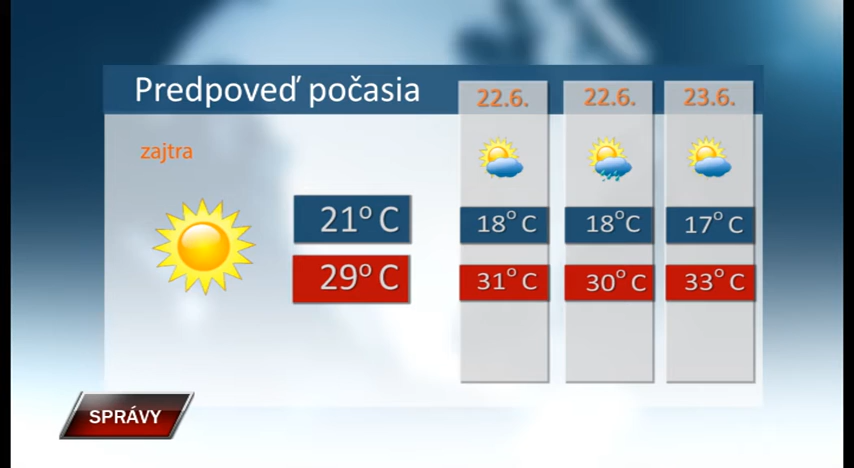 Predpoveď počasia
zajtra
21° C
29° C
22.6.
18° C
31° C
22.6.
18°C
30° C
23.6.
17° C
33° C
SPRÁVY